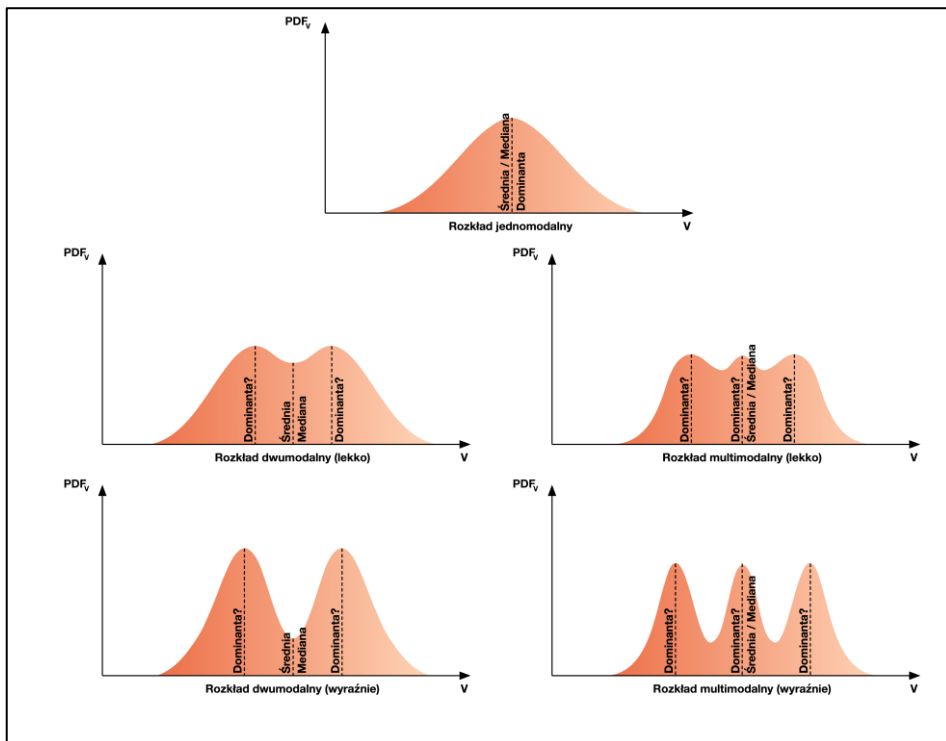 PDFv
Średnia / Mediana
Dominanta
Rozkład jednomodalny
V
PDFv
Dominanta?
Średnia
Mediana
Dominanta?
Rozkład dwumodalny (lekko)
V
PDFv
Dominanta?
Dominanta?
Średnia / Mediana
Dominanta?
Rozkład multimodalny (lekko)
V
PDFv
Dominanta?
Średnia
Mediana
Dominanta?
Rozkład dwumodalny (wyraźnie)
V
PDFv
Dominanta?
Dominanta?
Średnia / Mediana
Dominanta?
Rozkład multimodalny (wyraźnie)
V